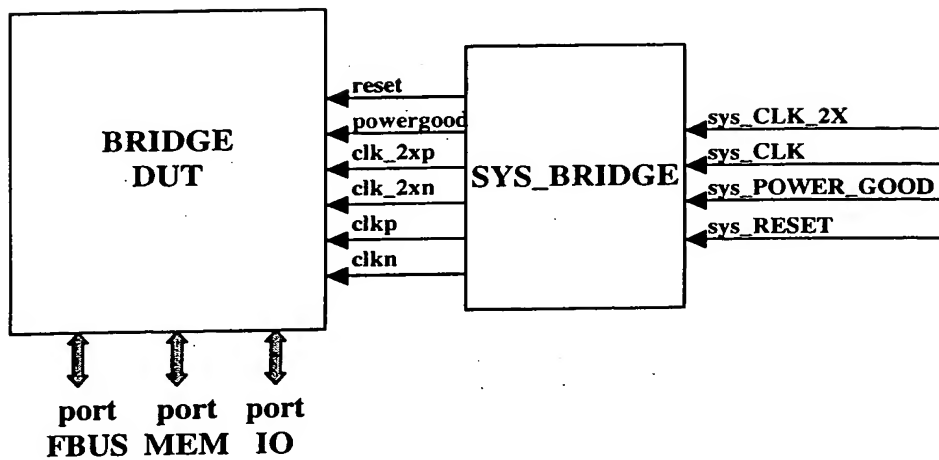 BRIDGE
DUT
reset
powergood
clk_2xp
clk_2xn
clkp
clkn
SYS_BRIDGE
sys_CLK_2X
sys_CLK
sys_POWER_GOOD
sys_RESET
port
FBUS
port
MEM
port
IO